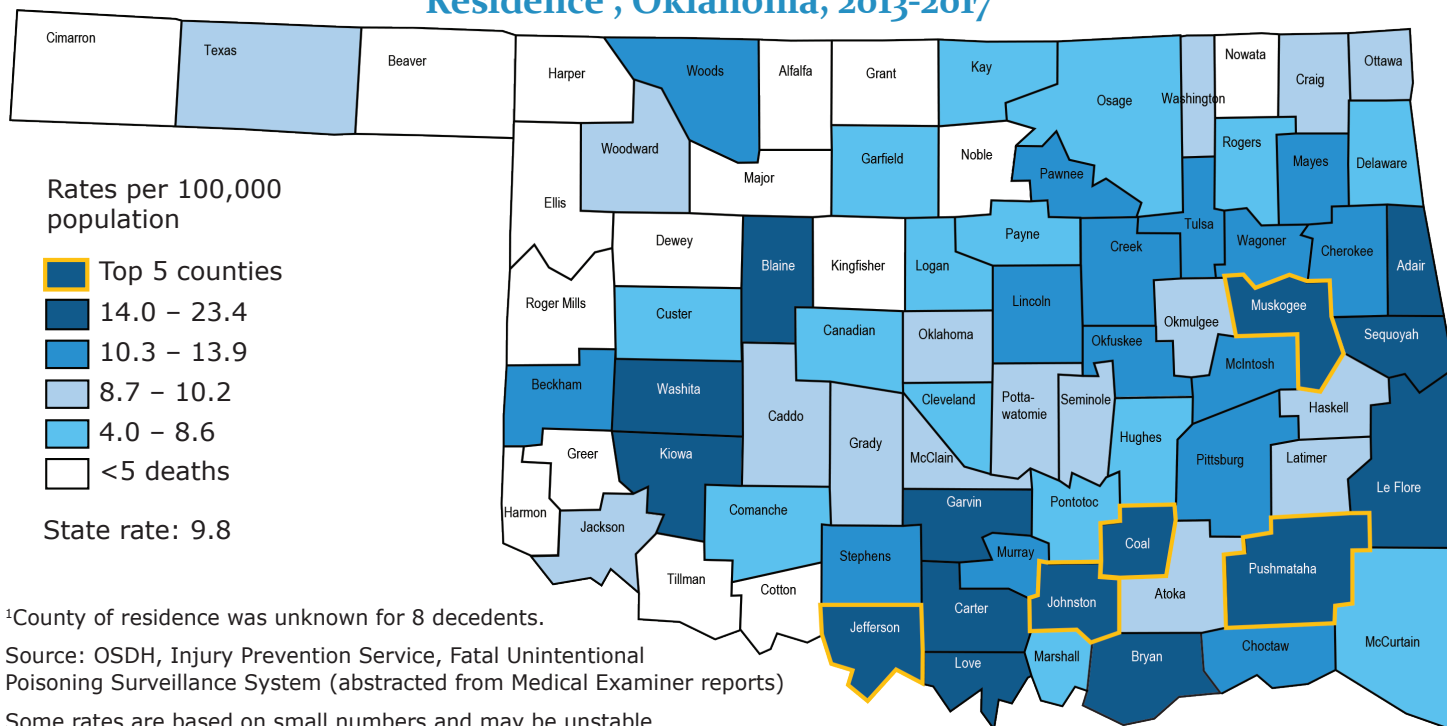 Residence , Oklahoma, 2013-2017
Cimarron
Texas
Beaver
Harper
Woods
Alfalfa
Grant
Kay
Osage
Washington
Nowata
Craig
Ottawa
Woodward
Major
Garfield
Noble
Pawnee
Rogers
Mayes
Delaware
Ellis
Dewey
Blaine
Kingfisher
Logan
Payne
Creek
Tulsa
Wagoner
Cherokee
Adair
Roger Mills
Custer
Canadian
Oklahoma
Lincoln
Okfuskee
Okmulgee
Muskogee
Sequoyah
Beckham
Washita
Caddo
Grady
Cleveland
McClain
Potta-
watomie
Seminole
Hughes
McIntosh
Haskell
Pittsburg
Latimer
Le Flore
Greer
Kiowa
Harmon
Jackson
Comanche
Garvin
Pontotoc
Coal
Stephens
Murray
Tillman
Cotton
Jefferson
Carter
Johnston
Atoka
Pushmataha
Love
Marshall
Bryan
Choctaw
McCurtain
Rates per 100,000
population
Top 5 counties
14.0 – 23.4
10.3 – 13.9
8.7 – 10.2
4.0 – 8.6
<5 deaths
State rate: 9.8
¹County of residence was unknown for 8 decedents.
Source: OSDH, Injury Prevention Service, Fatal Unintentional
Poisoning Surveillance System (abstracted from Medical Examiner reports)
Some rates are based on small numbers and may be unstable